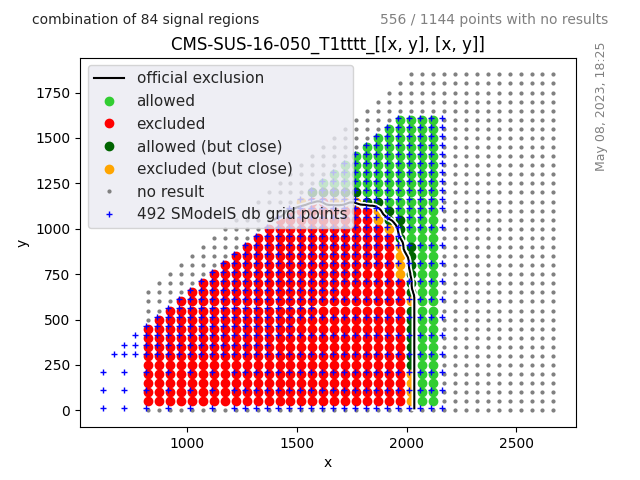 combination of 84 signal regions
556 / 1144 points with no results
CMS-SUS-16-050_T1tttt_[[x, y], [x, y]]
May 08, 2023, 18:25
official exclusion
allowed
excluded
allowed (but close)
excluded (but close)
no result
492 SModelS db grid points
1750
1500
1250
1000
750
500
250
0
y
1000
1500
2000
2500
x